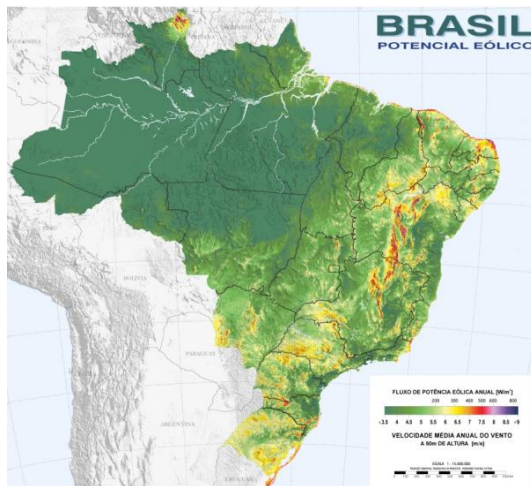 BRASIL
POTENCIAL EÓLICO
BOLIVIA
PARAGUAY
ARGENTINA
URUGUAY
FLUXO DE POTÊNCIA EÓLICA ANUAL [W/m²]
200 300 400 500 600 800
<3.5 4 4.5 5 5.5 6 6.5 7 7.5 8 8.5 >9
VELOCIDADE MÉDIA ANUAL DO VENTO
A 50m DE ALTURA [m/s]